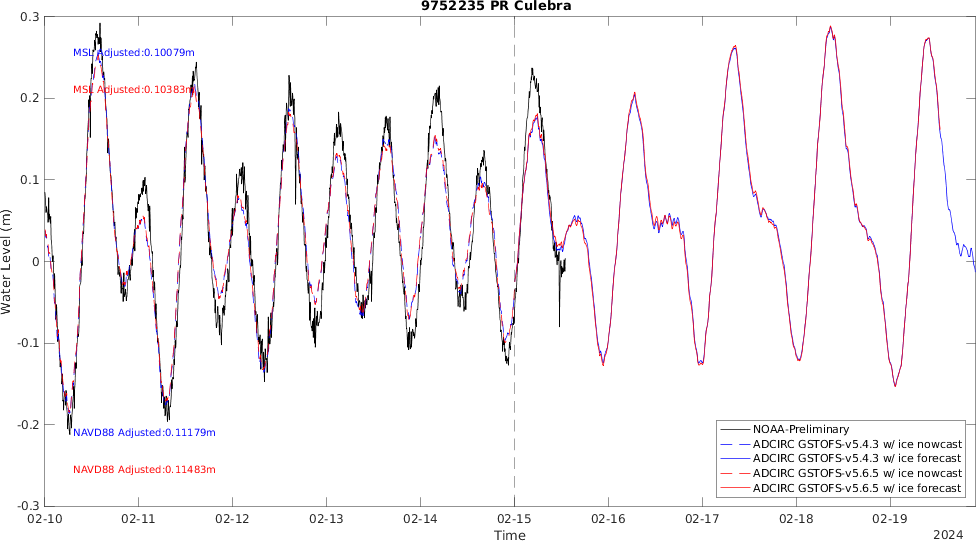 9752235 PR Culebra
0.3
0.2
0.1
0
-0.1
-0.2
-0.3
Water Level (m)
MSL Adjusted:0.10079m
MSL Adjusted:0.10383m
NAVD88 Adjusted:0.11179m
NAVD88 Adjusted:0.11483m
NOAA-Preliminary
ADCIRC GSTOFS-v5.4.3 w/ ice nowcast
ADCIRC GSTOFS-v5.4.3 w/ ice forecast
ADCIRC GSTOFS-v5.6.5 w/ ice nowcast
ADCIRC GSTOFS-v5.6.5 w/ ice forecast
02-10 02-11 02-12 02-13 02-14 02-15 02-16 02-17 02-18 02-19
Time
2024